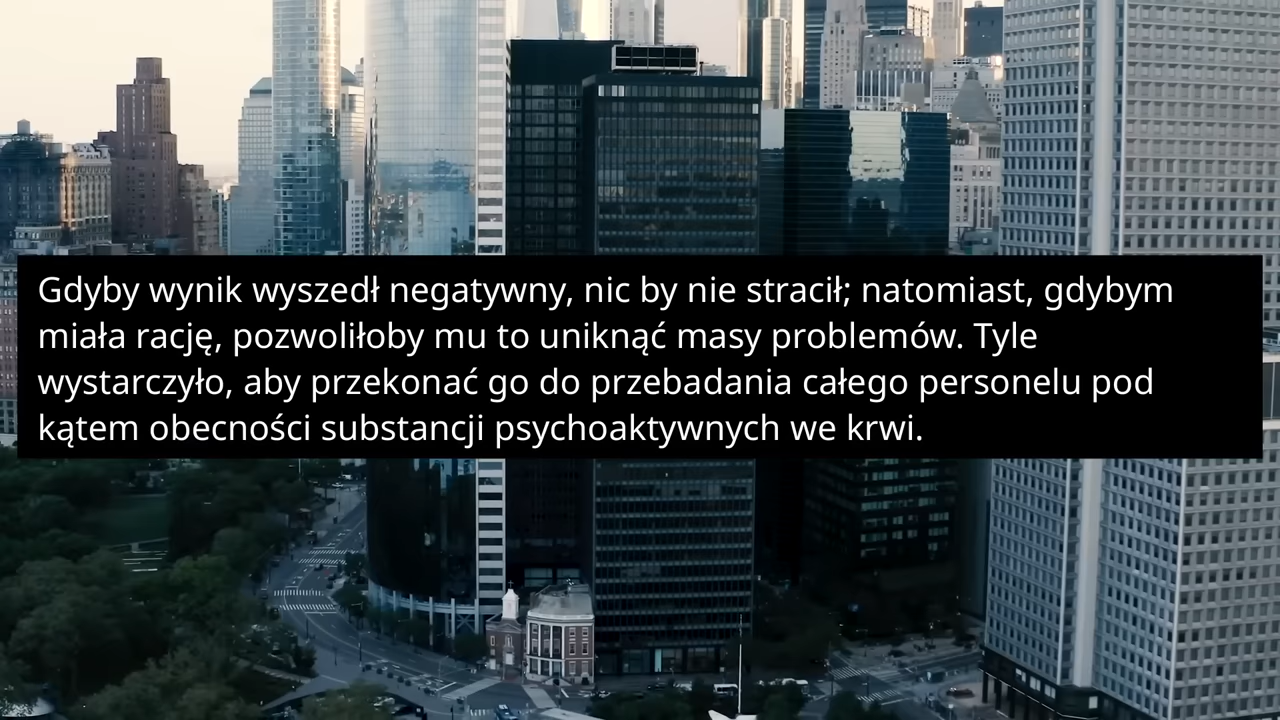 Gdyby wynik wyszedł negatywny, nic by nie stracił; natomiast, gdybym
miała rację, pozwoliłoby mu to uniknąć masy problemów. Tyle
wystarczyło, aby przekonać go do przebadania całego personelu pod
kątem obecności substancji psychoaktywnych we krwi.